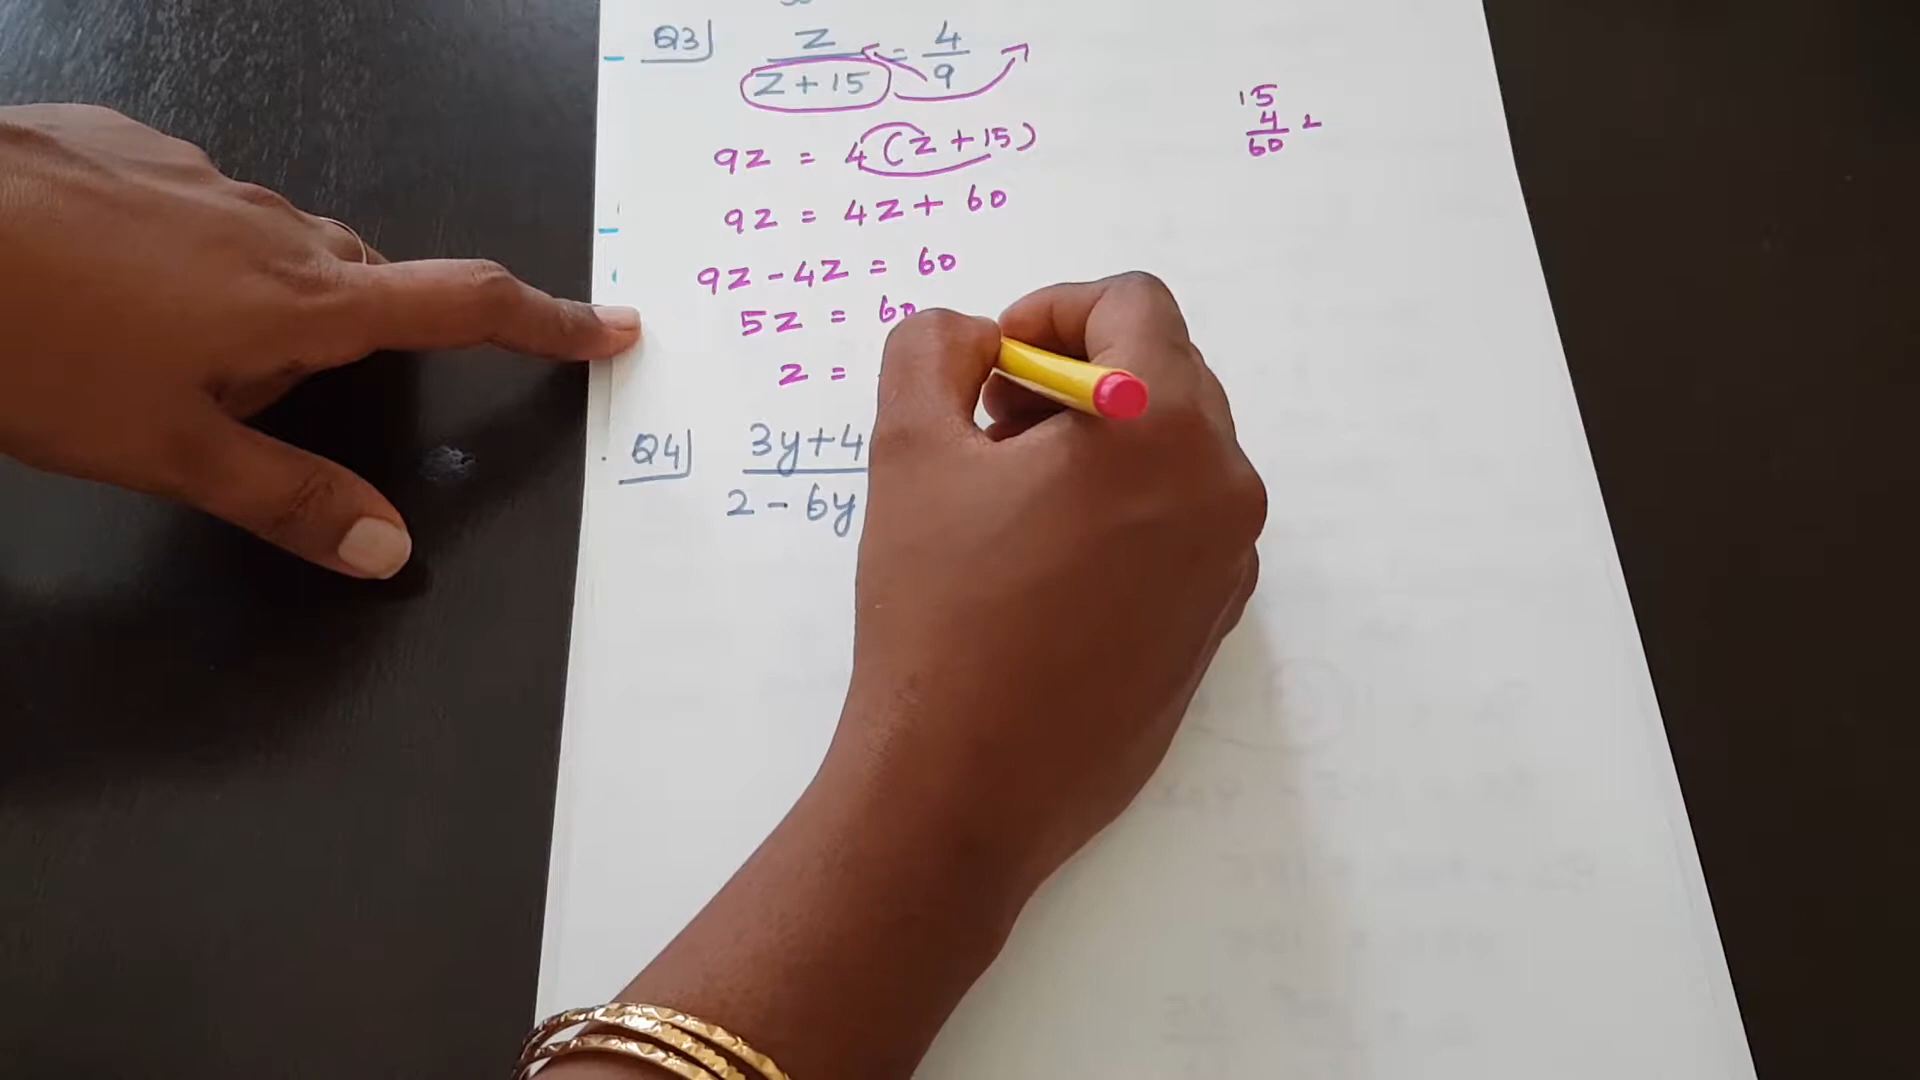 Q3] z/(z+15) = 4/9
9z = 4(z+15)
9z = 4z + 60
9z - 4z = 60
5z = 60
z =
Q4] (3y+4)/(2-6y)
15
4
60